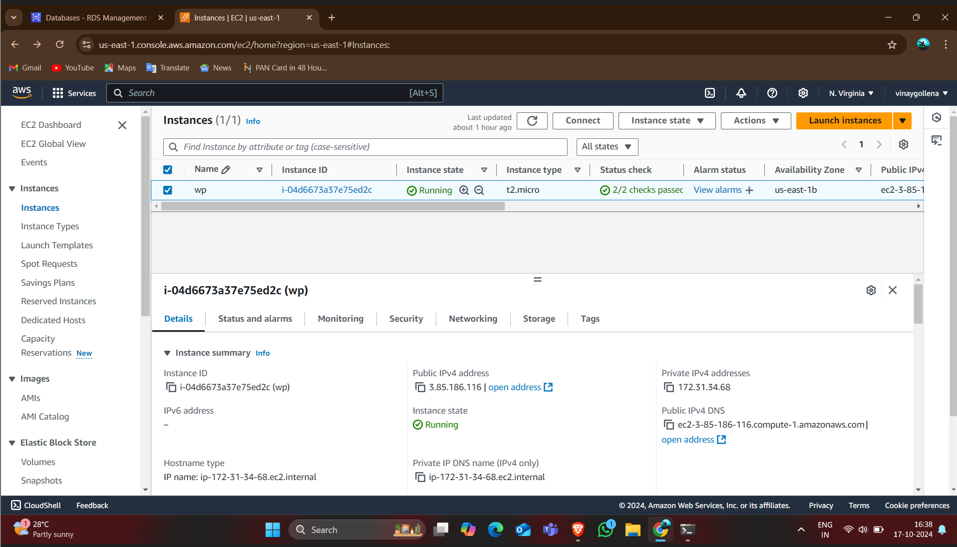 Databases - RDS Management
Instances | EC2 | us-east-1
us-east-1.console.aws.amazon.com/ec2/home?region=us-east-1#Instances:
Gmail YouTube Maps Translate News PAN Card in 48 Hou...
aws Services Search [Alt+S] N. Virginia vinaygollena
EC2 Dashboard
EC2 Global View
Events
Instances
Instances
Instance Types
Launch Templates
Spot Requests
Savings Plans
Reserved Instances
Dedicated Hosts
Capacity
Reservations New
Images
AMIs
AMI Catalog
Elastic Block Store
Volumes
Snapshots
Instances (1/1) Info
Last updated
about 1 hour ago
Connect Instance state Actions Launch instances
Find Instance by attribute or tag (case-sensitive) All states 1
Name Instance ID Instance state Instance type Status check Alarm status Availability Zone Public IPv4
wp i-04d6673a37e75ed2c Running t2.micro 2/2 checks passed View alarms + us-east-1b ec2-3-85-1
i-04d6673a37e75ed2c (wp)
Details Status and alarms Monitoring Security Networking Storage Tags
Instance summary Info
Instance ID
i-04d6673a37e75ed2c (wp)
Public IPv4 address
3.85.186.116 | open address
Private IPv4 addresses
172.31.34.68
IPv6 address
–
Instance state
Running
Public IPv4 DNS
ec2-3-85-186-116.compute-1.amazonaws.com |
open address
Hostname type
IP name: ip-172-31-34-68.ec2.internal
Private IP DNS name (IPv4 only)
ip-172-31-34-68.ec2.internal
CloudShell Feedback © 2024, Amazon Web Services, Inc. or its affiliates. Privacy Terms Cookie preferences
1
28°C
Partly sunny
Search
1
ENG
IN
16:38
17-10-2024